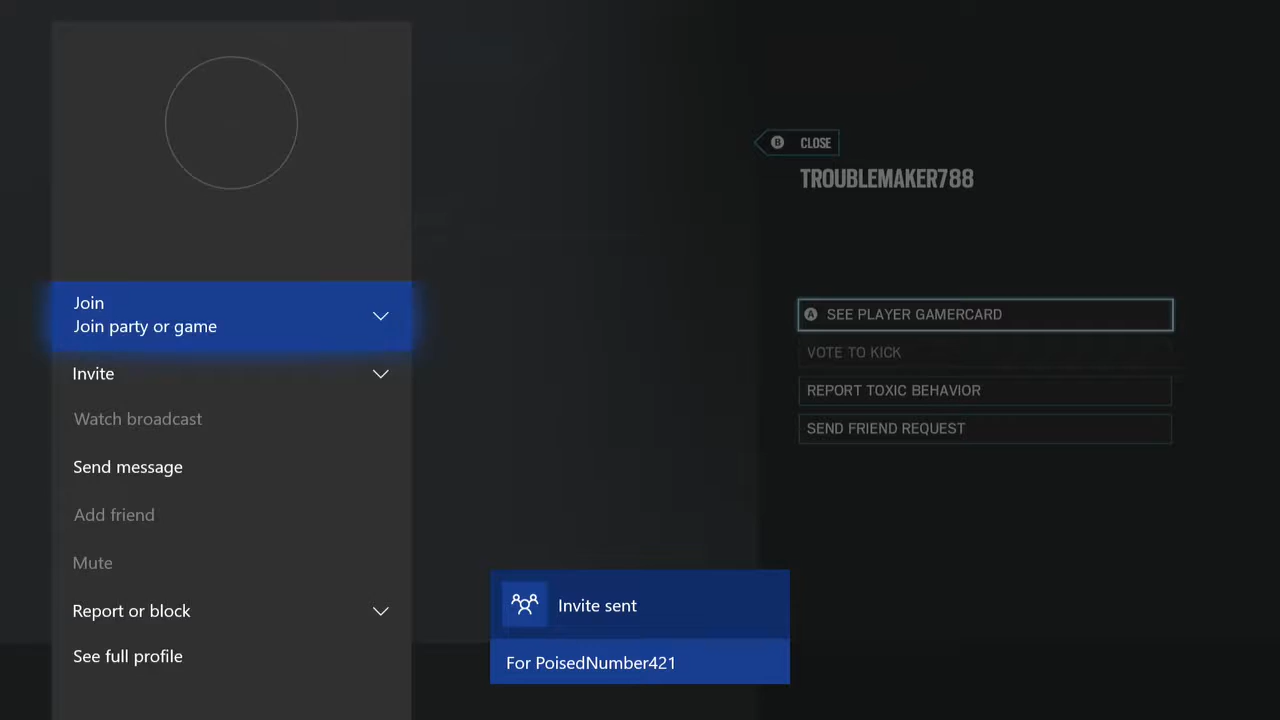 Join
Join party or game
Invite
Watch broadcast
Send message
Add friend
Mute
Report or block
See full profile
B CLOSE
TROUBLEMAKER788
A SEE PLAYER GAMERCARD
VOTE TO KICK
REPORT TOXIC BEHAVIOR
SEND FRIEND REQUEST
Invite sent
For PoisedNumber421